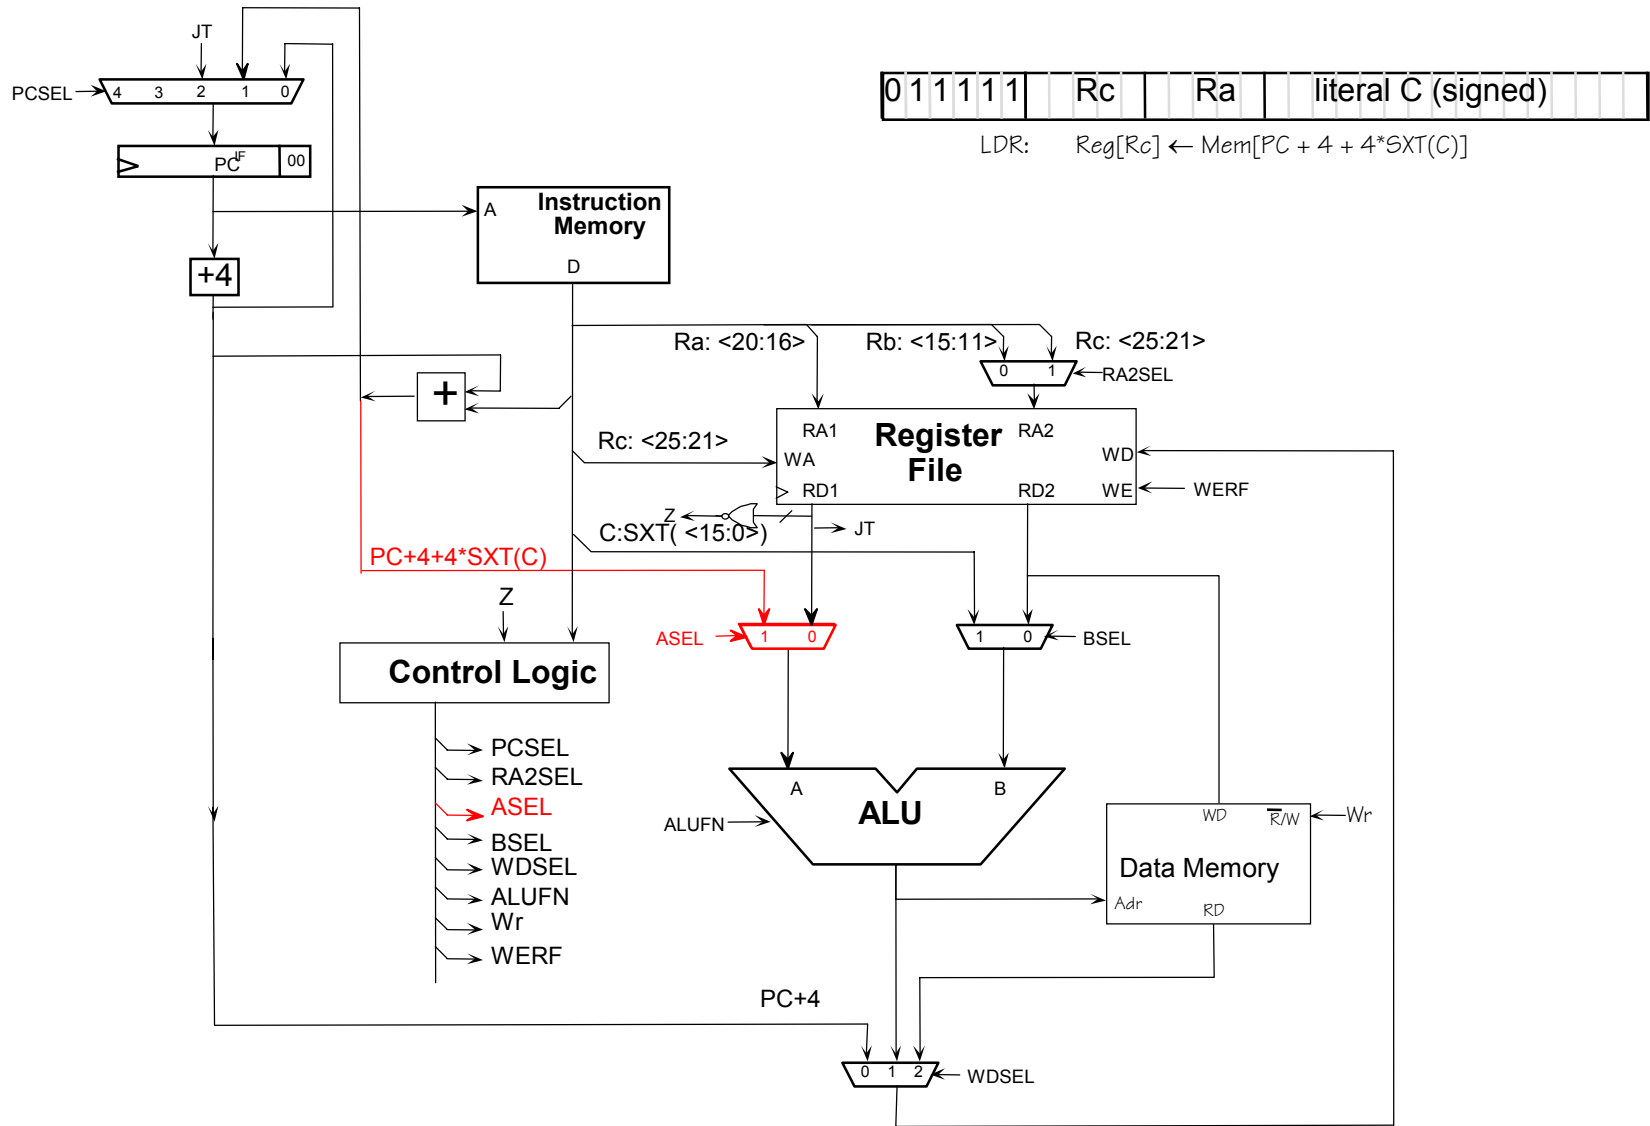 JT
PCSEL
4 3 2 1 0
PC IF 00
0 1 1 1 1 1 Rc Ra literal C (signed)
LDR: Reg[Rc] ← Mem[PC + 4 + 4*SXT(C)]
A Instruction
Memory
D
+4
Ra: <20:16> Rb: <15:11> Rc: <25:21>
0 1
RA2SEL
+
RA1 Register RA2
File
Rc: <25:21>
WA WD
RD1 RD2 WE WERF
Z JT
C:SXT( <15:0>)
PC+4+4*SXT(C)
Z
ASEL 1 0 1 0 BSEL
Control Logic
PCSEL
RA2SEL
ASEL
BSEL
WDSEL
ALUFN
Wr
WERF
A B
ALU
ALUFN
WD R/W Wr
Data Memory
Adr RD
PC+4
0 1 2 WDSEL